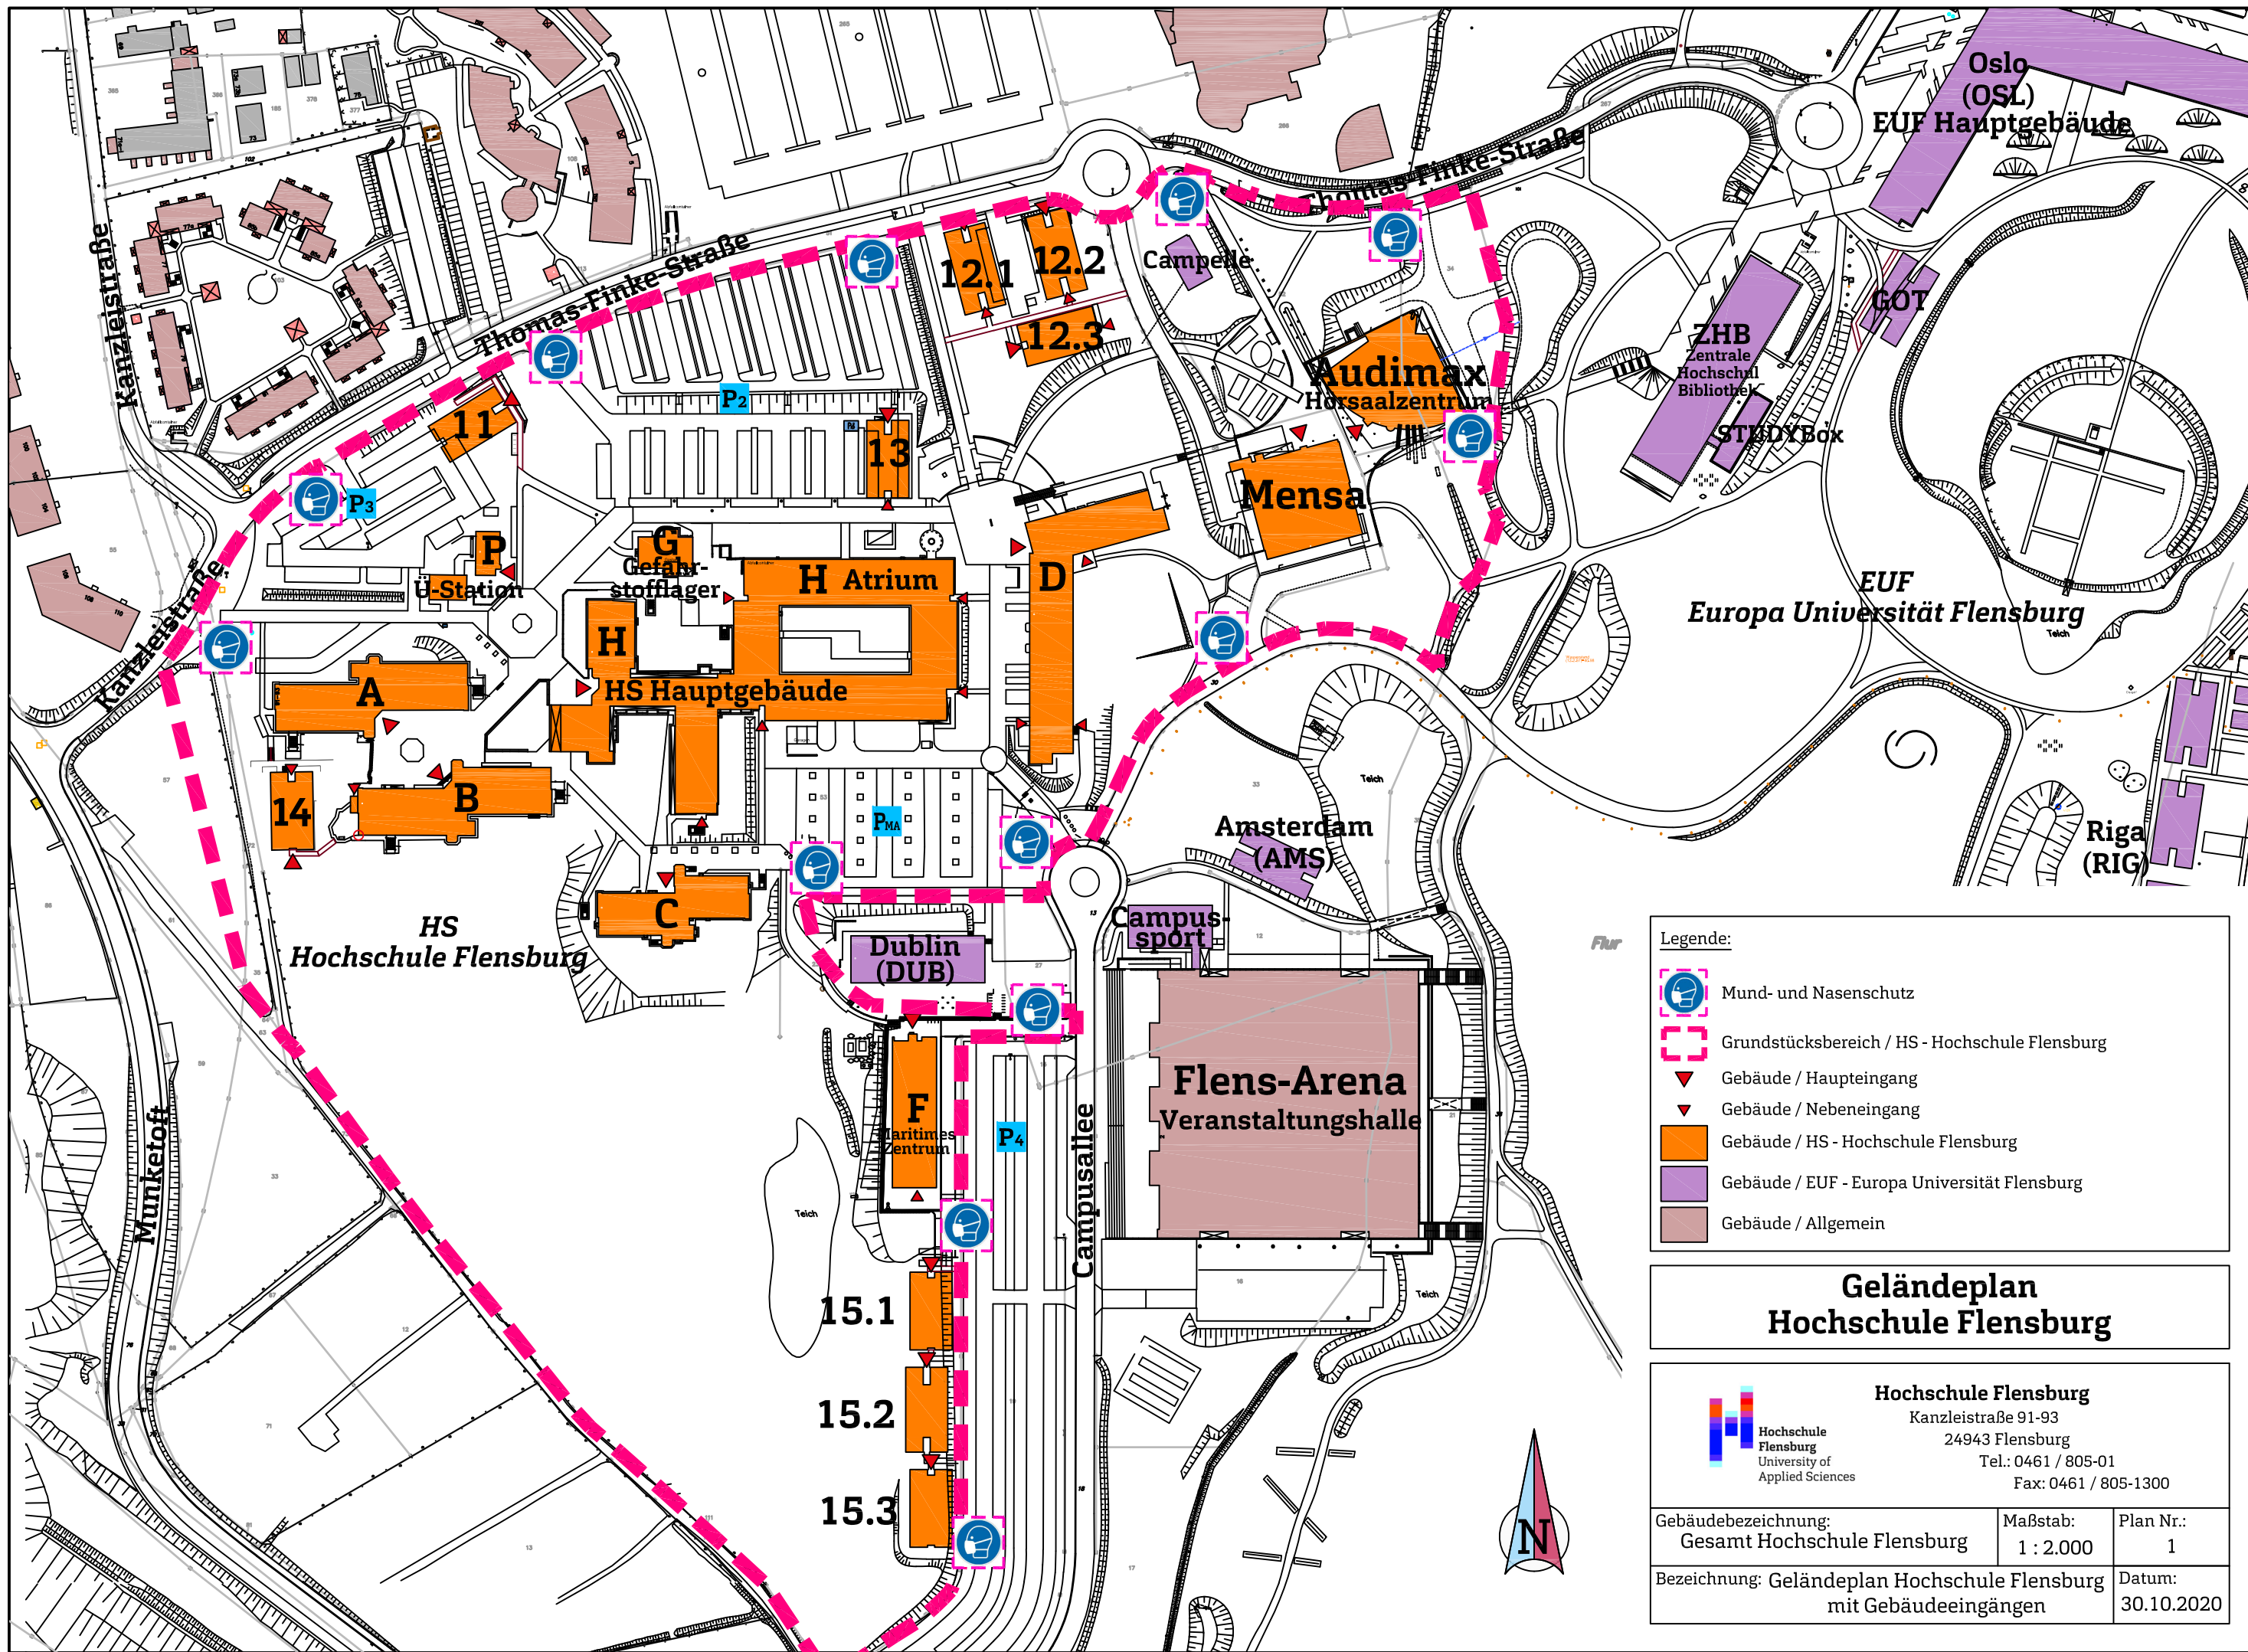 Oslo
(OSL)
EUF Hauptgebäude
Thomas-Finke-Straße
Thomas-Finke-Straße
Kanzleistraße
Kanzleistraße
Campelle
12.1
12.2
12.3
GOT
ZHB
Zentrale
Hochschul
Bibliothek
STUDYBox
Audimax
Hörsaalzentrum
Mensa
P2
P3
11
13
P
Ü-Station
G
Gefahr-
stofflager
H Atrium
H
HS Hauptgebäude
D
A
B
14
C
PMA
EUF
Europa Universität Flensburg
Teich
Teich
Amsterdam
(AMS)
Riga
(RIG)
Campus-
sport
Dublin
(DUB)
HS
Hochschule Flensburg
Flur
Flens-Arena
Veranstaltungshalle
F
Maritimes
Zentrum
P4
Campusallee
Munketoft
Teich
Teich
15.1
15.2
15.3
N
Legende:
Mund- und Nasenschutz
Grundstücksbereich / HS - Hochschule Flensburg
Gebäude / Haupteingang
Gebäude / Nebeneingang
Gebäude / HS - Hochschule Flensburg
Gebäude / EUF - Europa Universität Flensburg
Gebäude / Allgemein
Geländeplan
Hochschule Flensburg
Hochschule
Flensburg
University of
Applied Sciences
Hochschule Flensburg
Kanzleistraße 91-93
24943 Flensburg
Tel.: 0461 / 805-01
Fax: 0461 / 805-1300
Gebäudebezeichnung:
Gesamt Hochschule Flensburg
Maßstab:
1 : 2.000
Plan Nr.:
1
Bezeichnung: Geländeplan Hochschule Flensburg
mit Gebäudeeingängen
Datum:
30.10.2020